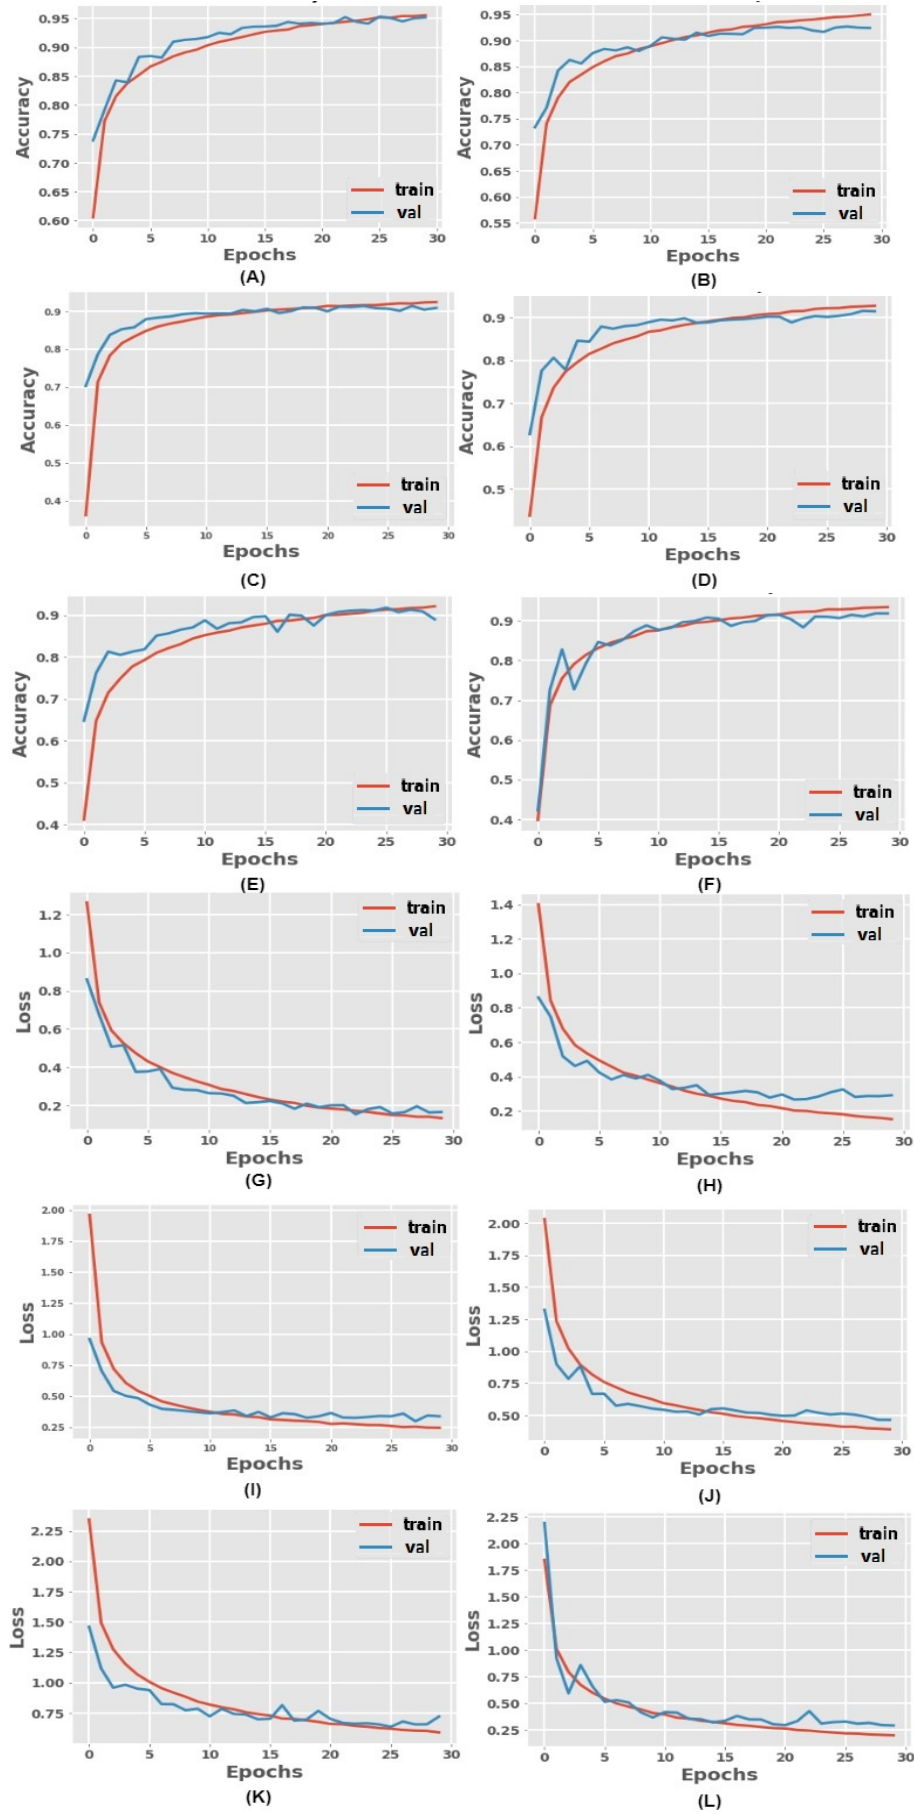 0.95
0.90
0.85
0.80
0.75
0.70
0.65
0.60
Accuracy
train
val
0 5 10 15 20 25 30
Epochs
(A)
0.95
0.90
0.85
0.80
0.75
0.70
0.65
0.60
0.55
Accuracy
train
val
0 5 10 15 20 25 30
Epochs
(B)
0.9
0.8
0.7
0.6
0.5
0.4
Accuracy
train
val
0 5 10 15 20 25 30
Epochs
(C)
0.9
0.8
0.7
0.6
0.5
Accuracy
train
val
0 5 10 15 20 25 30
Epochs
(D)
0.9
0.8
0.7
0.6
0.5
0.4
Accuracy
train
val
0 5 10 15 20 25 30
Epochs
(E)
0.9
0.8
0.7
0.6
0.5
0.4
Accuracy
train
val
0 5 10 15 20 25 30
Epochs
(F)
1.2
1.0
0.8
0.6
0.4
0.2
Loss
train
val
0 5 10 15 20 25 30
Epochs
(G)
1.4
1.2
1.0
0.8
0.6
0.4
0.2
Loss
train
val
0 5 10 15 20 25 30
Epochs
(H)
2.00
1.75
1.50
1.25
1.00
0.75
0.50
0.25
Loss
train
val
0 5 10 15 20 25 30
Epochs
(I)
2.00
1.75
1.50
1.25
1.00
0.75
0.50
Loss
train
val
0 5 10 15 20 25 30
Epochs
(J)
2.25
2.00
1.75
1.50
1.25
1.00
0.75
Loss
train
val
0 5 10 15 20 25 30
Epochs
(K)
2.25
2.00
1.75
1.50
1.25
1.00
0.75
0.50
0.25
Loss
train
val
0 5 10 15 20 25 30
Epochs
(L)